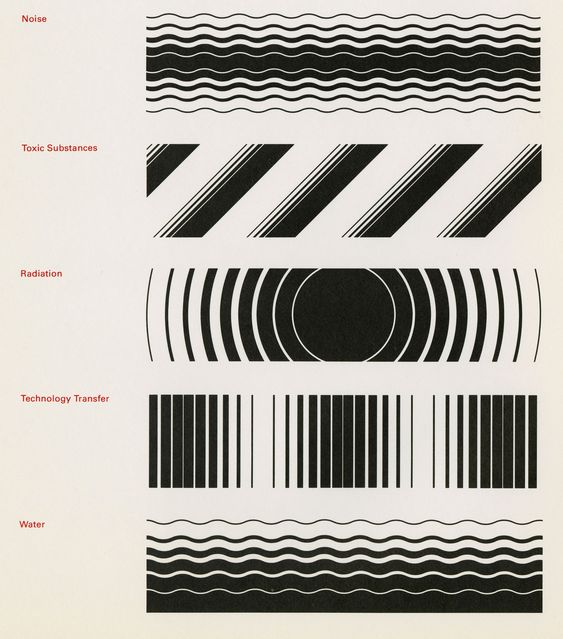 Noise
Toxic Substances
Radiation
Technology Transfer
Water